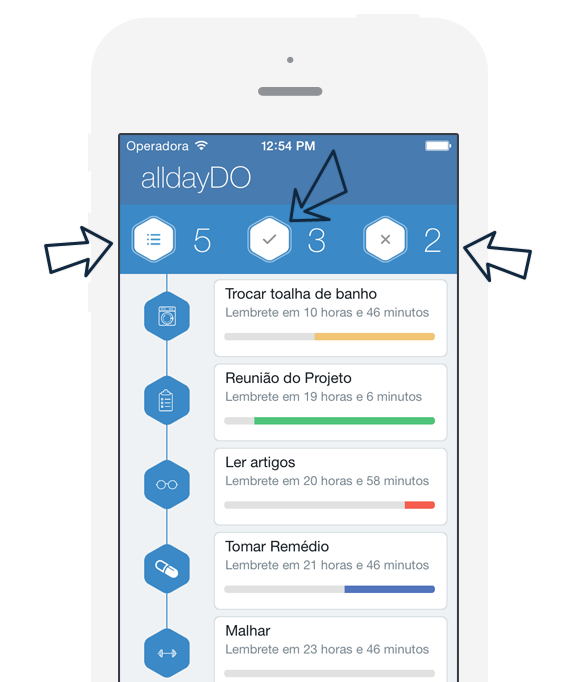 Operadora 12:54 PM
alldayDO
5 3 2
Trocar toalha de banho
Lembrete em 10 horas e 46 minutos
Reunião do Projeto
Lembrete em 19 horas e 6 minutos
Ler artigos
Lembrete em 20 horas e 58 minutos
Tomar Remédio
Lembrete em 21 horas e 46 minutos
Malhar
Lembrete em 23 horas e 46 minutos